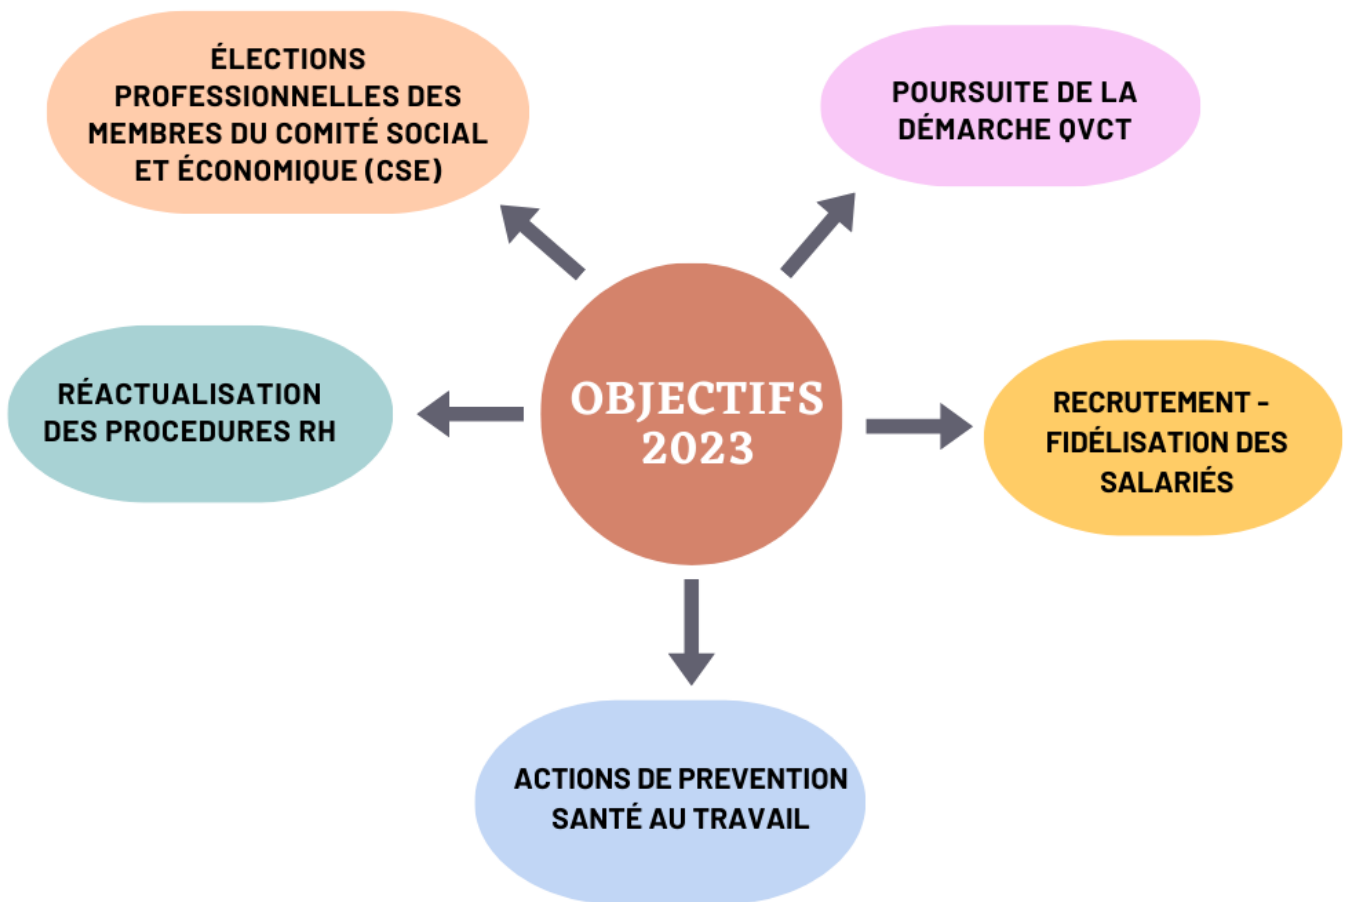 ÉLECTIONS
PROFESSIONNELLES DES
MEMBRES DU COMITÉ SOCIAL
ET ÉCONOMIQUE (CSE)
POURSUITE DE LA
DÉMARCHE QVCT
RÉACTUALISATION
DES PROCEDURES RH
OBJECTIFS
2023
RECRUTEMENT -
FIDÉLISATION DES
SALARIÉS
ACTIONS DE PREVENTION
SANTÉ AU TRAVAIL